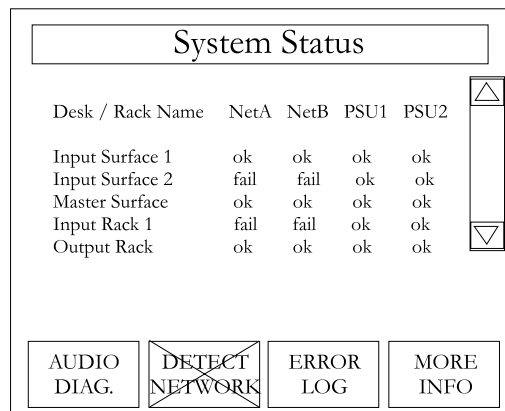 System Status
Desk / Rack Name NetA NetB PSU1 PSU2
Input Surface 1 ok ok ok ok
Input Surface 2 fail fail ok ok
Master Surface ok ok ok ok
Input Rack 1 fail fail ok ok
Output Rack ok ok ok ok
AUDIO DIAG.
DETECT NETWORK
ERROR LOG
MORE INFO